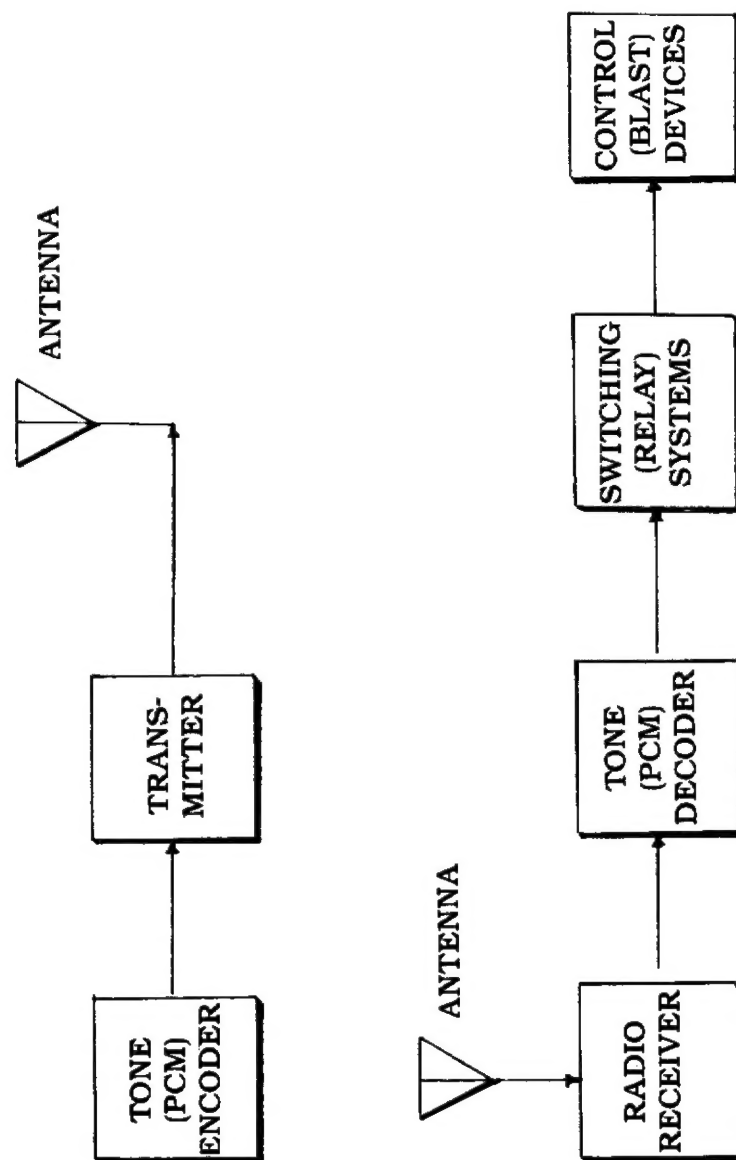 ANTENNA
TONE
(PCM)
ENCODER
TRANS-
MITTER
ANTENNA
RADIO
RECEIVER
TONE
(PCM)
DECODER
SWITCHING
(RELAY)
SYSTEMS
CONTROL
(BLAST)
DEVICES